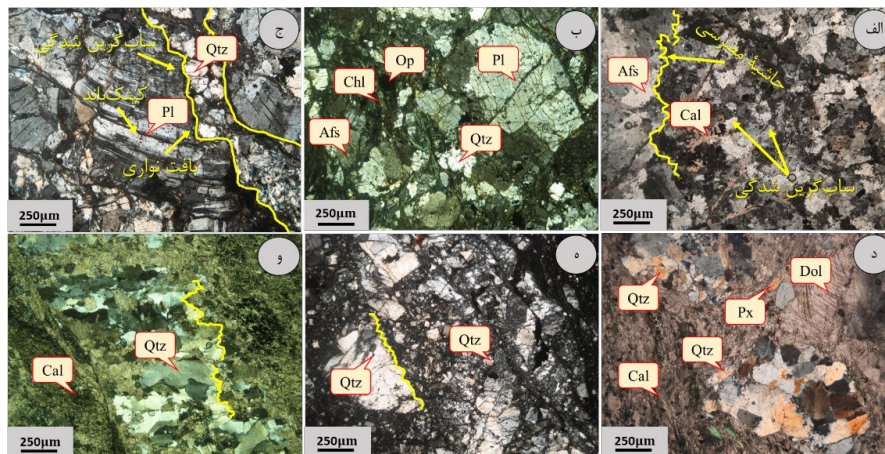 الف
Afs
حاشیۀ مضرسی
Cal
ساب‌گرین شدگی
250µm
ب
Op
Pl
Chl
Afs
Qtz
250µm
ج
ساب‌گرین شدگی
Qtz
کینک‌باند
Pl
بافت نواری
250µm
د
Dol
Qtz
Px
Qtz
Cal
250µm
ه
Qtz
Qtz
250µm
و
Qtz
Cal
250µm